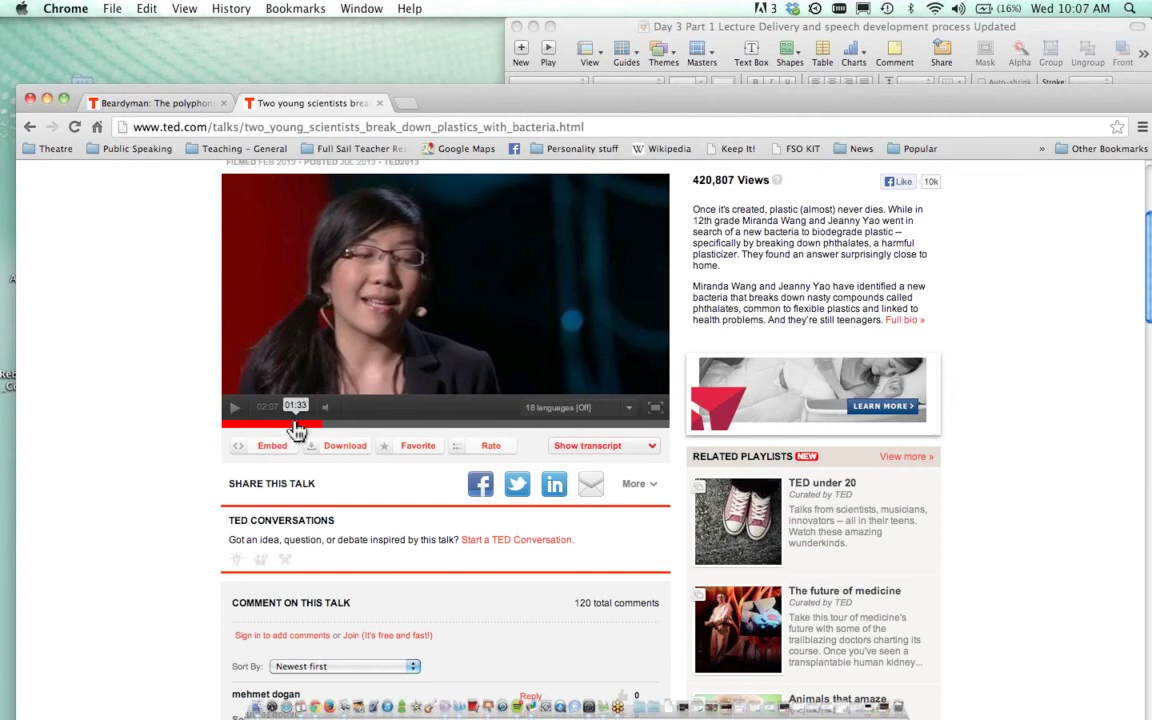 Chrome File Edit View History Bookmarks Window Help
3 (16%) Wed 10:07 AM
Day 3 Part 1 Lecture Delivery and speech development process Updated
New Play View Guides Themes Masters Text Box Shapes Table Charts Comment Share Mask Alpha Group Ungroup Front
Beardyman: The polyphon
Two young scientists brea
www.ted.com/talks/two_young_scientists_break_down_plastics_with_bacteria.html
Theatre Public Speaking Teaching - General Full Sail Teacher Res Google Maps Personality stuff Wikipedia Keep It! FSO KIT News Popular » Other Bookmarks
FILMED FEB 2013 • POSTED JUL 2013 • TED2013
02:07 01:33 18 languages [Off]
Embed Download Favorite Rate Show transcript
SHARE THIS TALK More
TED CONVERSATIONS
Got an idea, question, or debate inspired by this talk? Start a TED Conversation.
COMMENT ON THIS TALK 120 total comments
Sign in to add comments or Join (It's free and fast!)
Sort By: Newest first
mehmet dogan Reply 0
420,807 Views Like 10k
Once it's created, plastic (almost) never dies. While in
12th grade Miranda Wang and Jeanny Yao went in
search of a new bacteria to biodegrade plastic --
specifically by breaking down phthalates, a harmful
plasticizer. They found an answer surprisingly close to
home.
Miranda Wang and Jeanny Yao have identified a new
bacteria that breaks down nasty compounds called
phthalates, common to flexible plastics and linked to
health problems. And they're still teenagers. Full bio »
LEARN MORE
RELATED PLAYLISTS NEW View more »
TED under 20
Curated by TED
Talks from scientists, musicians,
innovators -- all in their teens.
Watch these amazing
wunderkinds.
The future of medicine
Curated by TED
Take this tour of medicine's
future with some of the
trailblazing doctors charting its
course. Once you've seen a
transplantable human kidney...
Animals that amaze